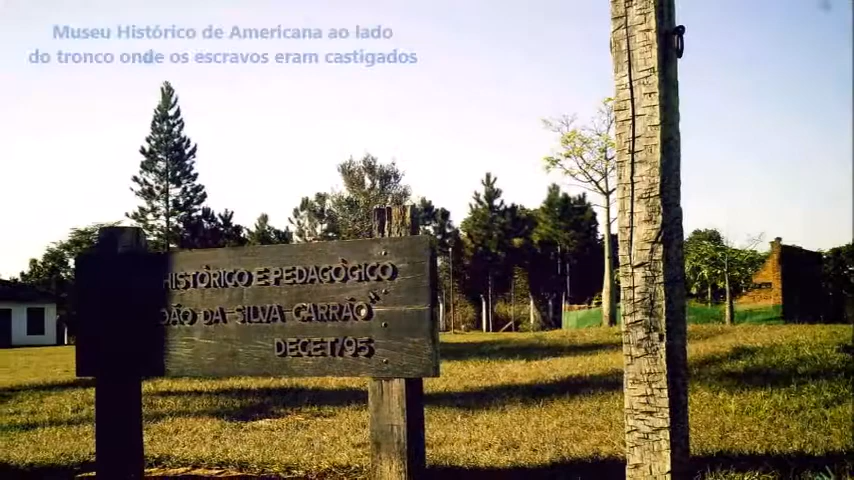 Museu Histórico de Americana ao lado
do tronco onde os escravos eram castigados
HISTÓRICO E PEDAGÓGICO
DA SILVA CARRÃO"
DECET/95